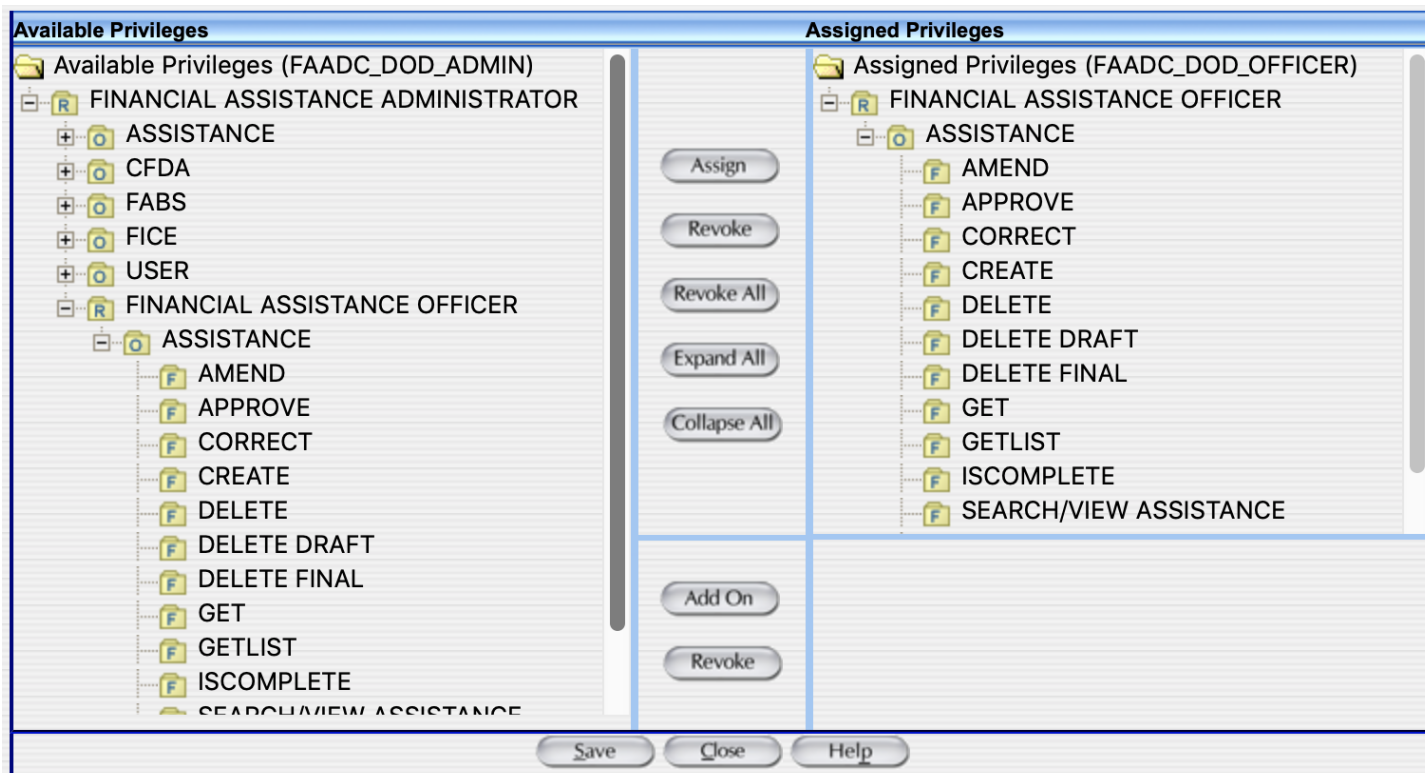 Available Privileges
Available Privileges (FAADC_DOD_ADMIN)
R FINANCIAL ASSISTANCE ADMINISTRATOR
O ASSISTANCE
O CFDA
O FABS
O FICE
O USER
R FINANCIAL ASSISTANCE OFFICER
O ASSISTANCE
F AMEND
F APPROVE
F CORRECT
F CREATE
F DELETE
F DELETE DRAFT
F DELETE FINAL
F GET
F GETLIST
F ISCOMPLETE
SEARCH/VIEW ASSISTANCE
Assign
Revoke
Revoke All
Expand All
Collapse All
Add On
Revoke
Assigned Privileges
Assigned Privileges (FAADC_DOD_OFFICER)
R FINANCIAL ASSISTANCE OFFICER
O ASSISTANCE
F AMEND
F APPROVE
F CORRECT
F CREATE
F DELETE
F DELETE DRAFT
F DELETE FINAL
F GET
F GETLIST
F ISCOMPLETE
F SEARCH/VIEW ASSISTANCE
Save Close Help